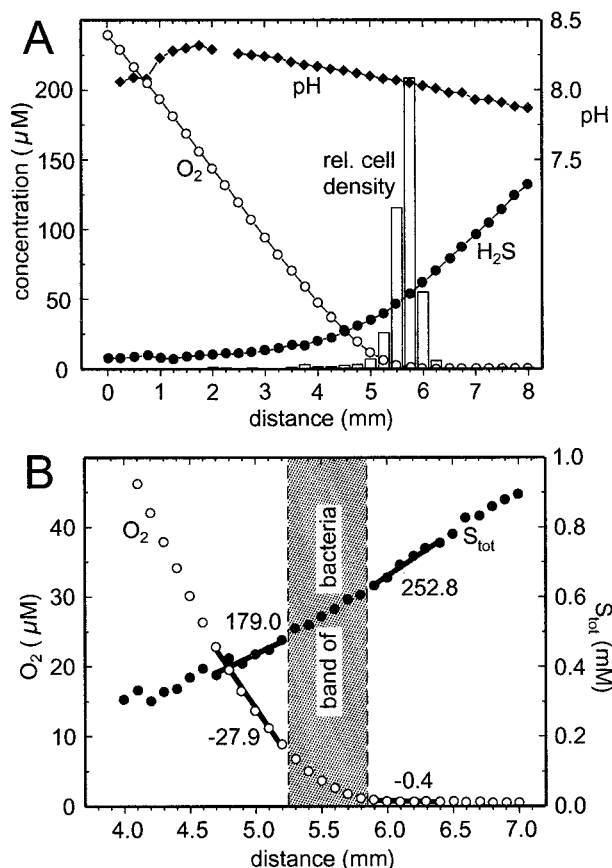 A
8.5
200
pH
8.0
pH
O2
rel. cell
density
7.5
concentration ( µM)
150
100
H2S
50
0
0 1 2 3 4 5 6 7 8
distance (mm)
B
1.0
O2
40
Stot
0.8
bacteria
252.8
30
179.0
0.6
O2 ( µM)
Stot (mM)
20
0.4
band of
-27.9
10
0.2
-0.4
0
0.0
4.0 4.5 5.0 5.5 6.0 6.5 7.0
distance (mm)